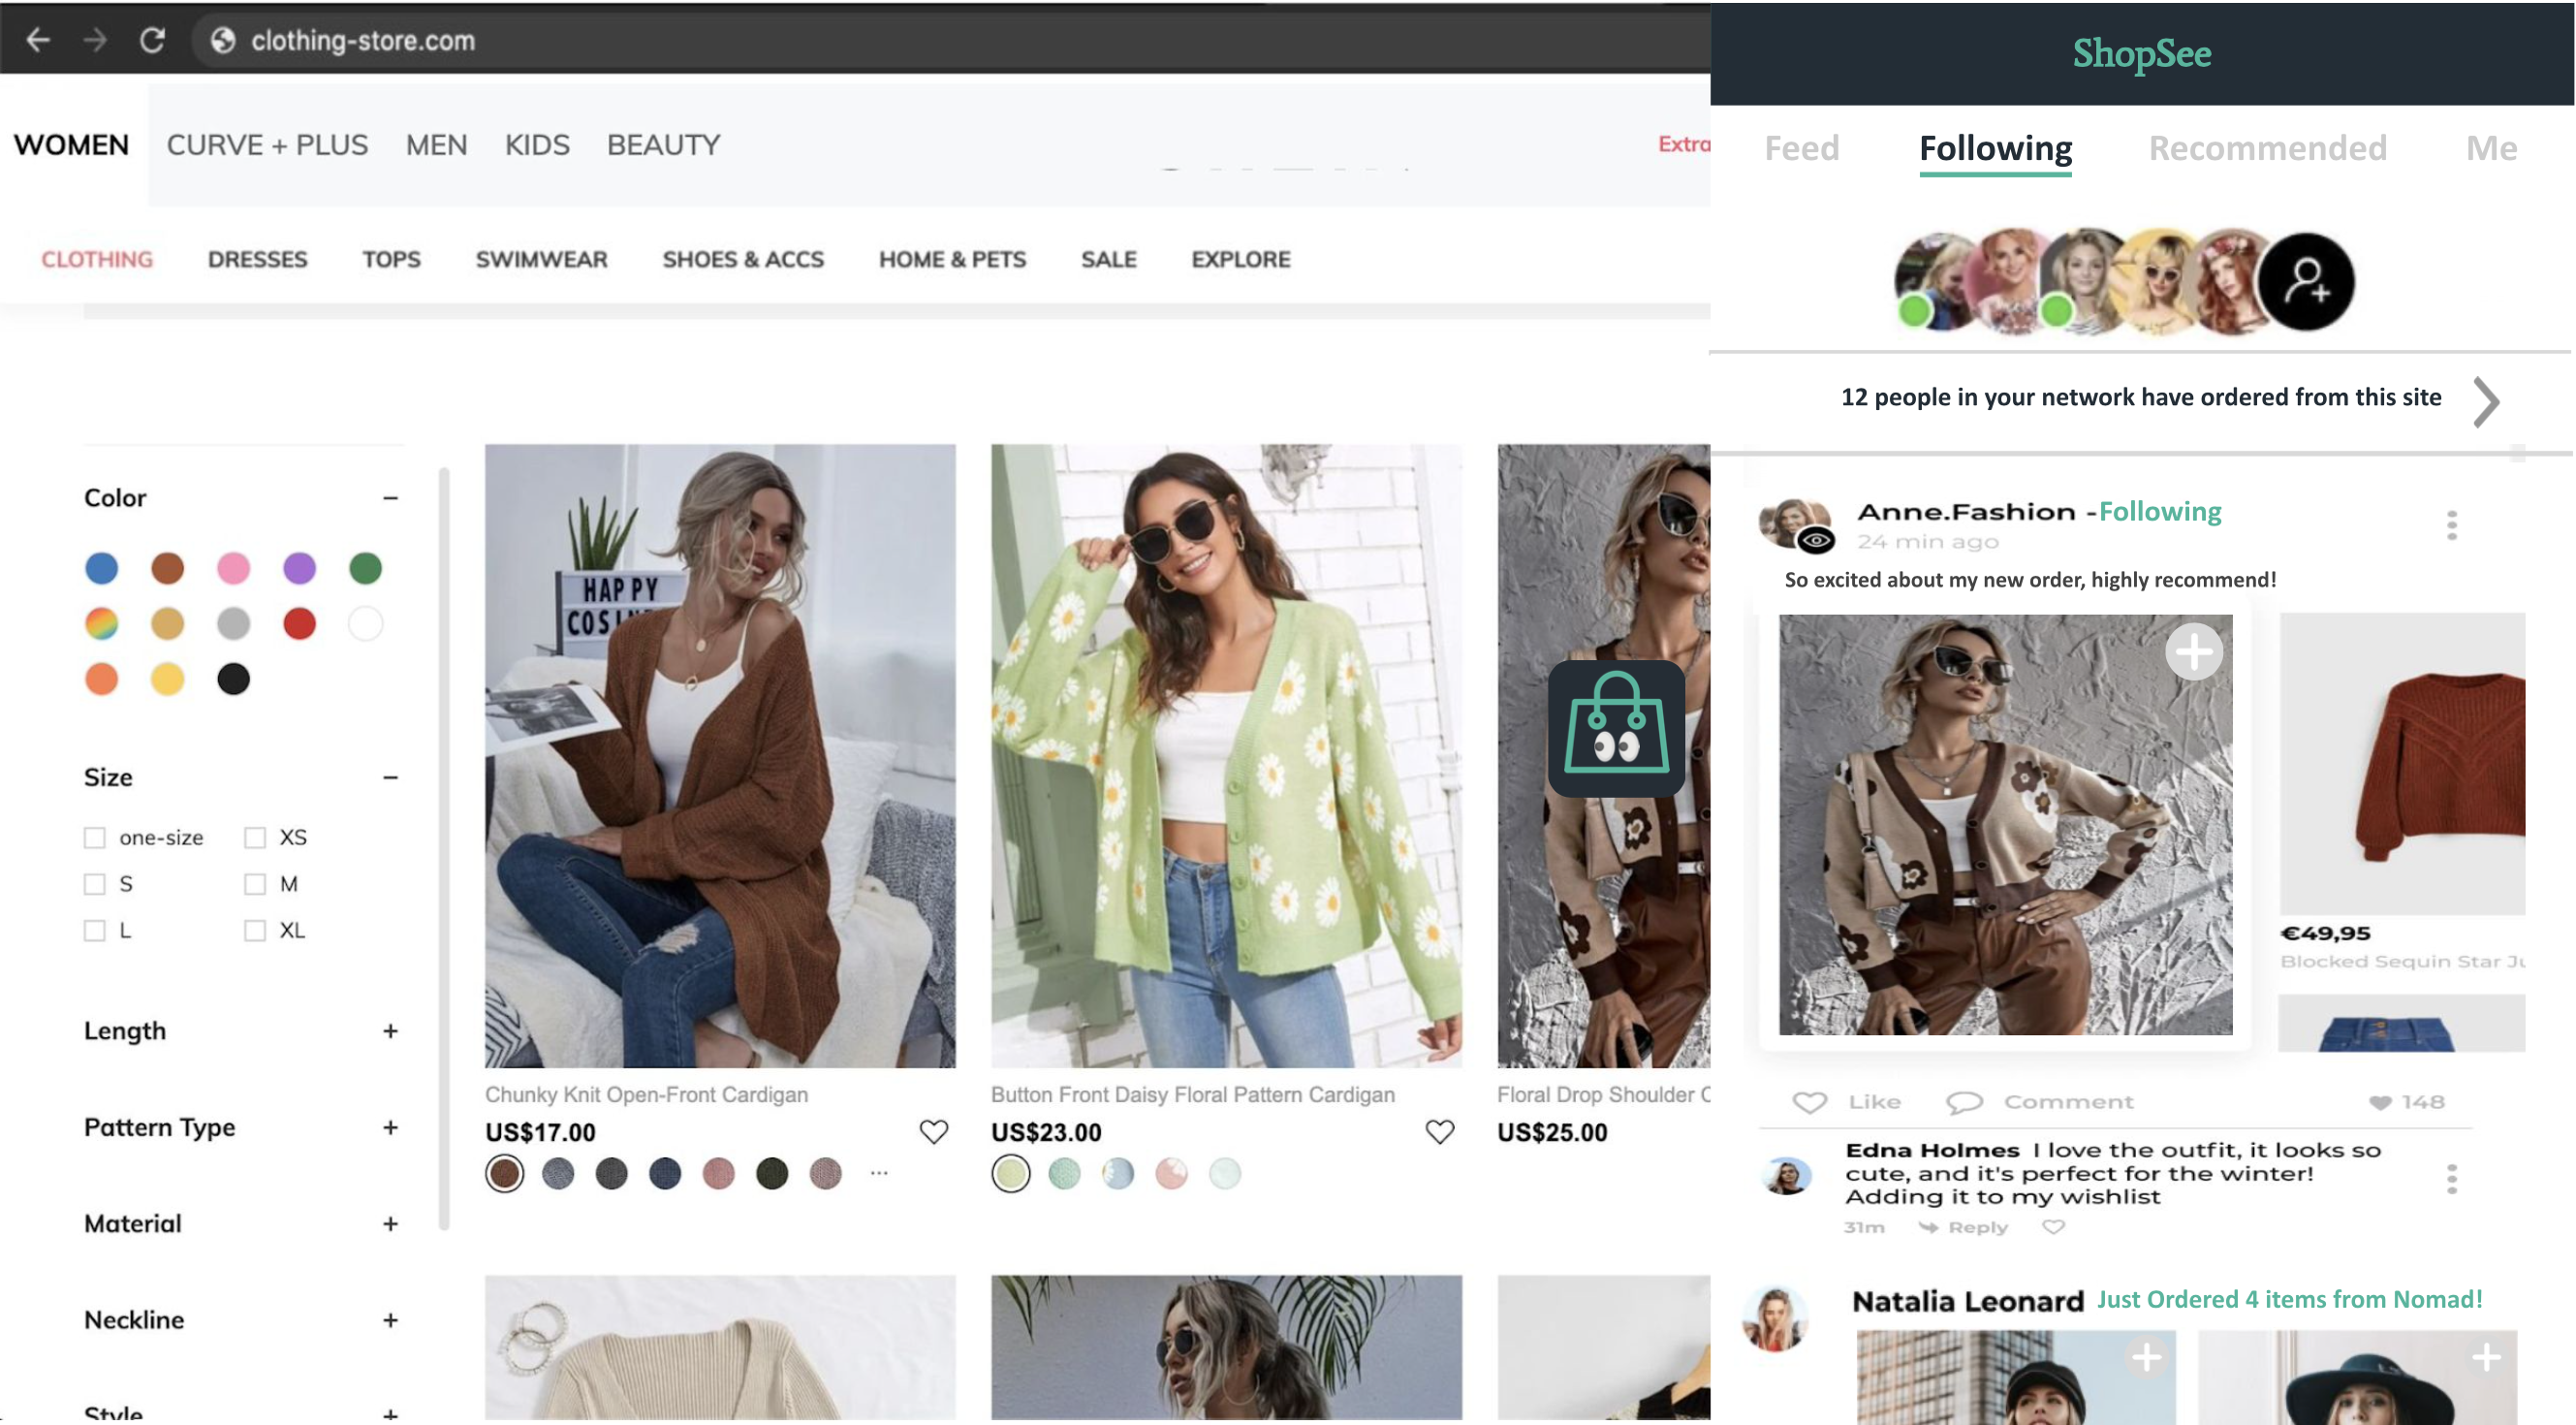 clothing-store.com
WOMEN
CURVE + PLUS
MEN
KIDS
BEAUTY
Extra
CLOTHING
DRESSES
TOPS
SWIMWEAR
SHOES & ACCS
HOME & PETS
SALE
EXPLORE
Color
Size
one-size
XS
S
M
L
XL
Length
Pattern Type
Material
Neckline
Style
HAPPY
Chunky Knit Open-Front Cardigan
US$17.00
Button Front Daisy Floral Pattern Cardigan
US$23.00
Floral Drop Shoulder
US$25.00
ShopSee
Feed
Following
Recommended
Me
12 people in your network have ordered from this site
Anne.Fashion -Following
24 min ago
So excited about my new order, highly recommend!
€49,95
Blocked Sequin Star
Like
Comment
148
Edna Holmes I love the outfit, it looks so
cute, and it's perfect for the winter!
Adding it to my wishlist
31m
Reply
Natalia Leonard Just Ordered 4 items from Nomad!